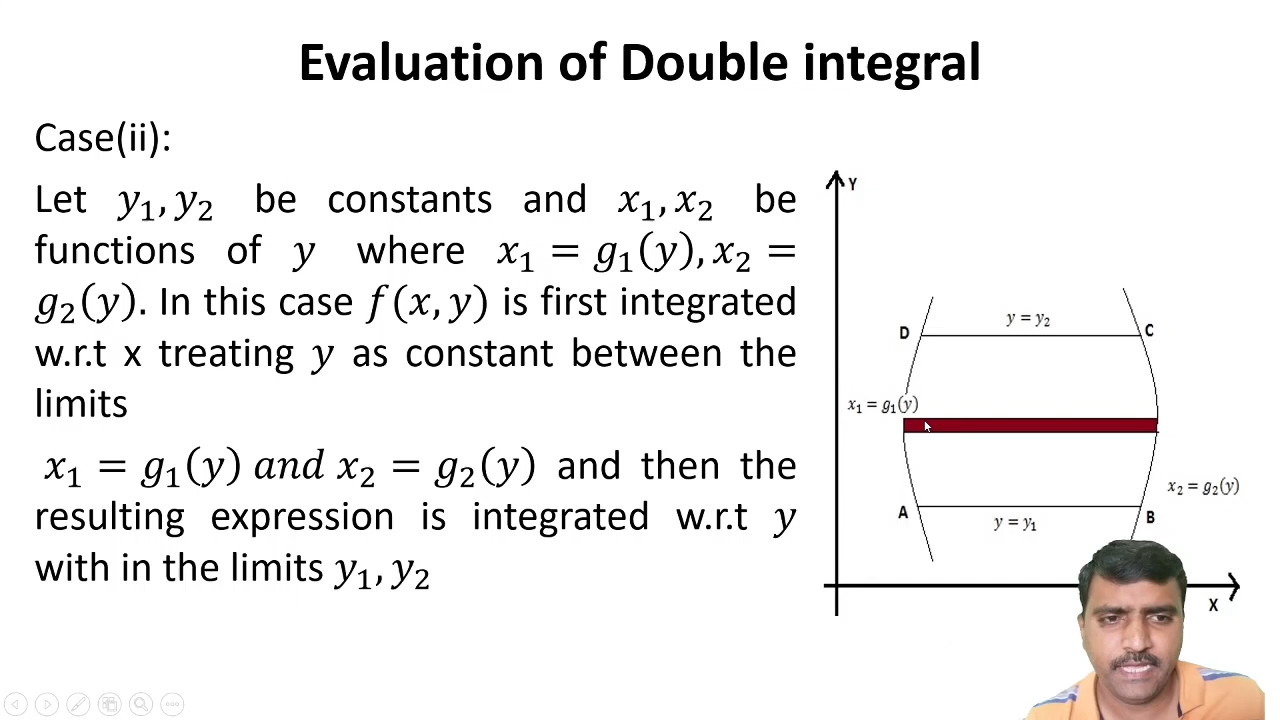 Evaluation of Double integral
Case(ii):
Let y₁, y₂ be constants and x₁, x₂ be
functions of y where x₁ = g₁(y), x₂ =
g₂(y). In this case f(x, y) is first integrated
w.r.t x treating y as constant between the
limits
x₁ = g₁(y) and x₂ = g₂(y) and then the
resulting expression is integrated w.r.t y
with in the limits y₁, y₂
Y
y = y₂
D
C
x₁ = g₁(y)
x₂ = g₂(y)
A
y = y₁
B
X